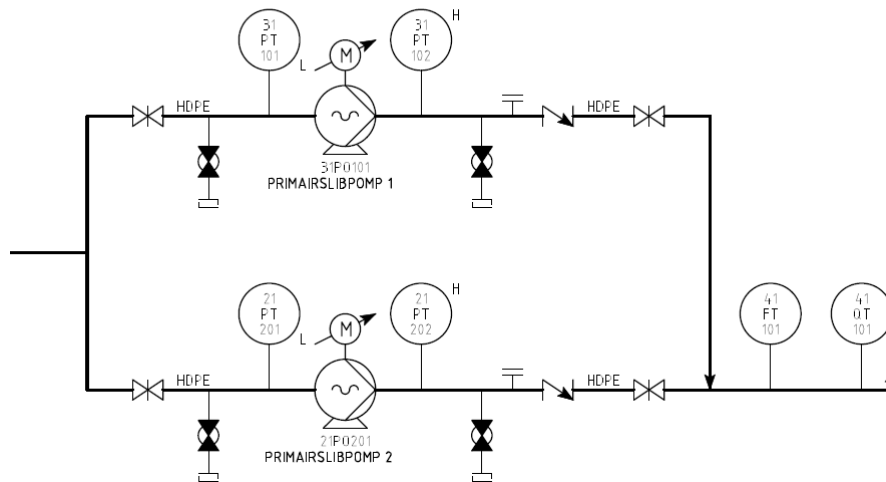 31
PT
101
31
PT
102
H
L
M
HDPE
HDPE
31P0101
PRIMAIRSLIBPOMP 1
21
PT
201
21
PT
202
H
41
FT
101
41
QT
101
L
M
HDPE
HDPE
21P0201
PRIMAIRSLIBPOMP 2